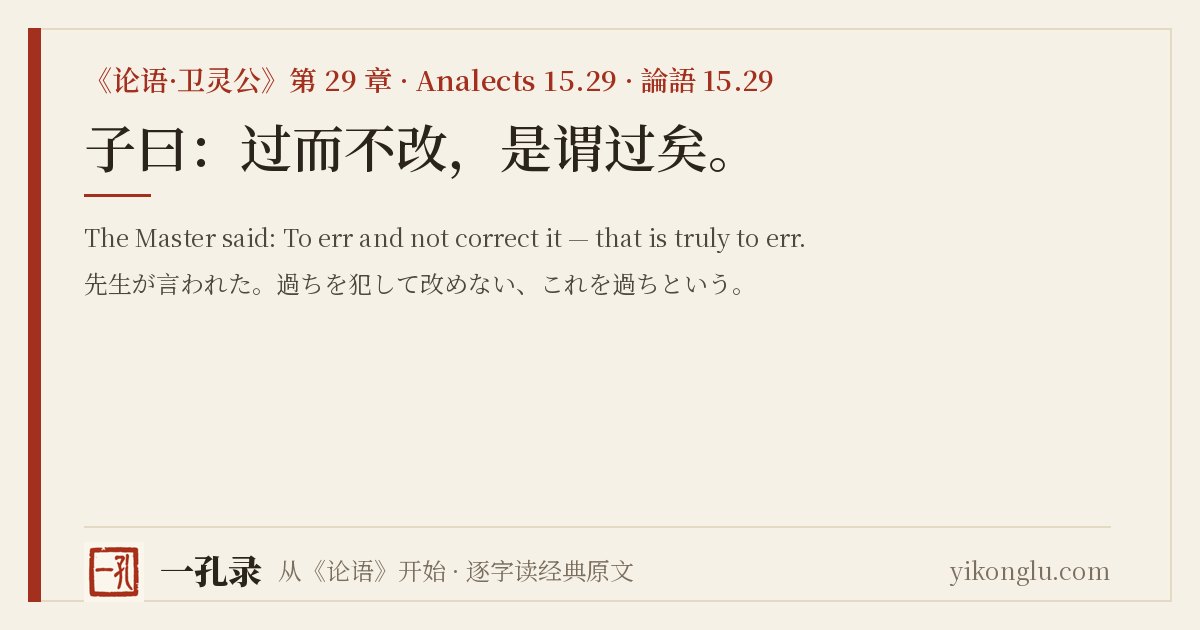 《论语·卫灵公》第 29 章 · Analects 15.29 · 論語 15.29
子曰：过而不改，是谓过矣。
The Master said: To err and not correct it — that is truly to err.
先生が言われた。過ちを犯して改めない、これを過ちという。
一孔
一孔录 从《论语》开始 · 逐字读经典原文
yikonglu.com